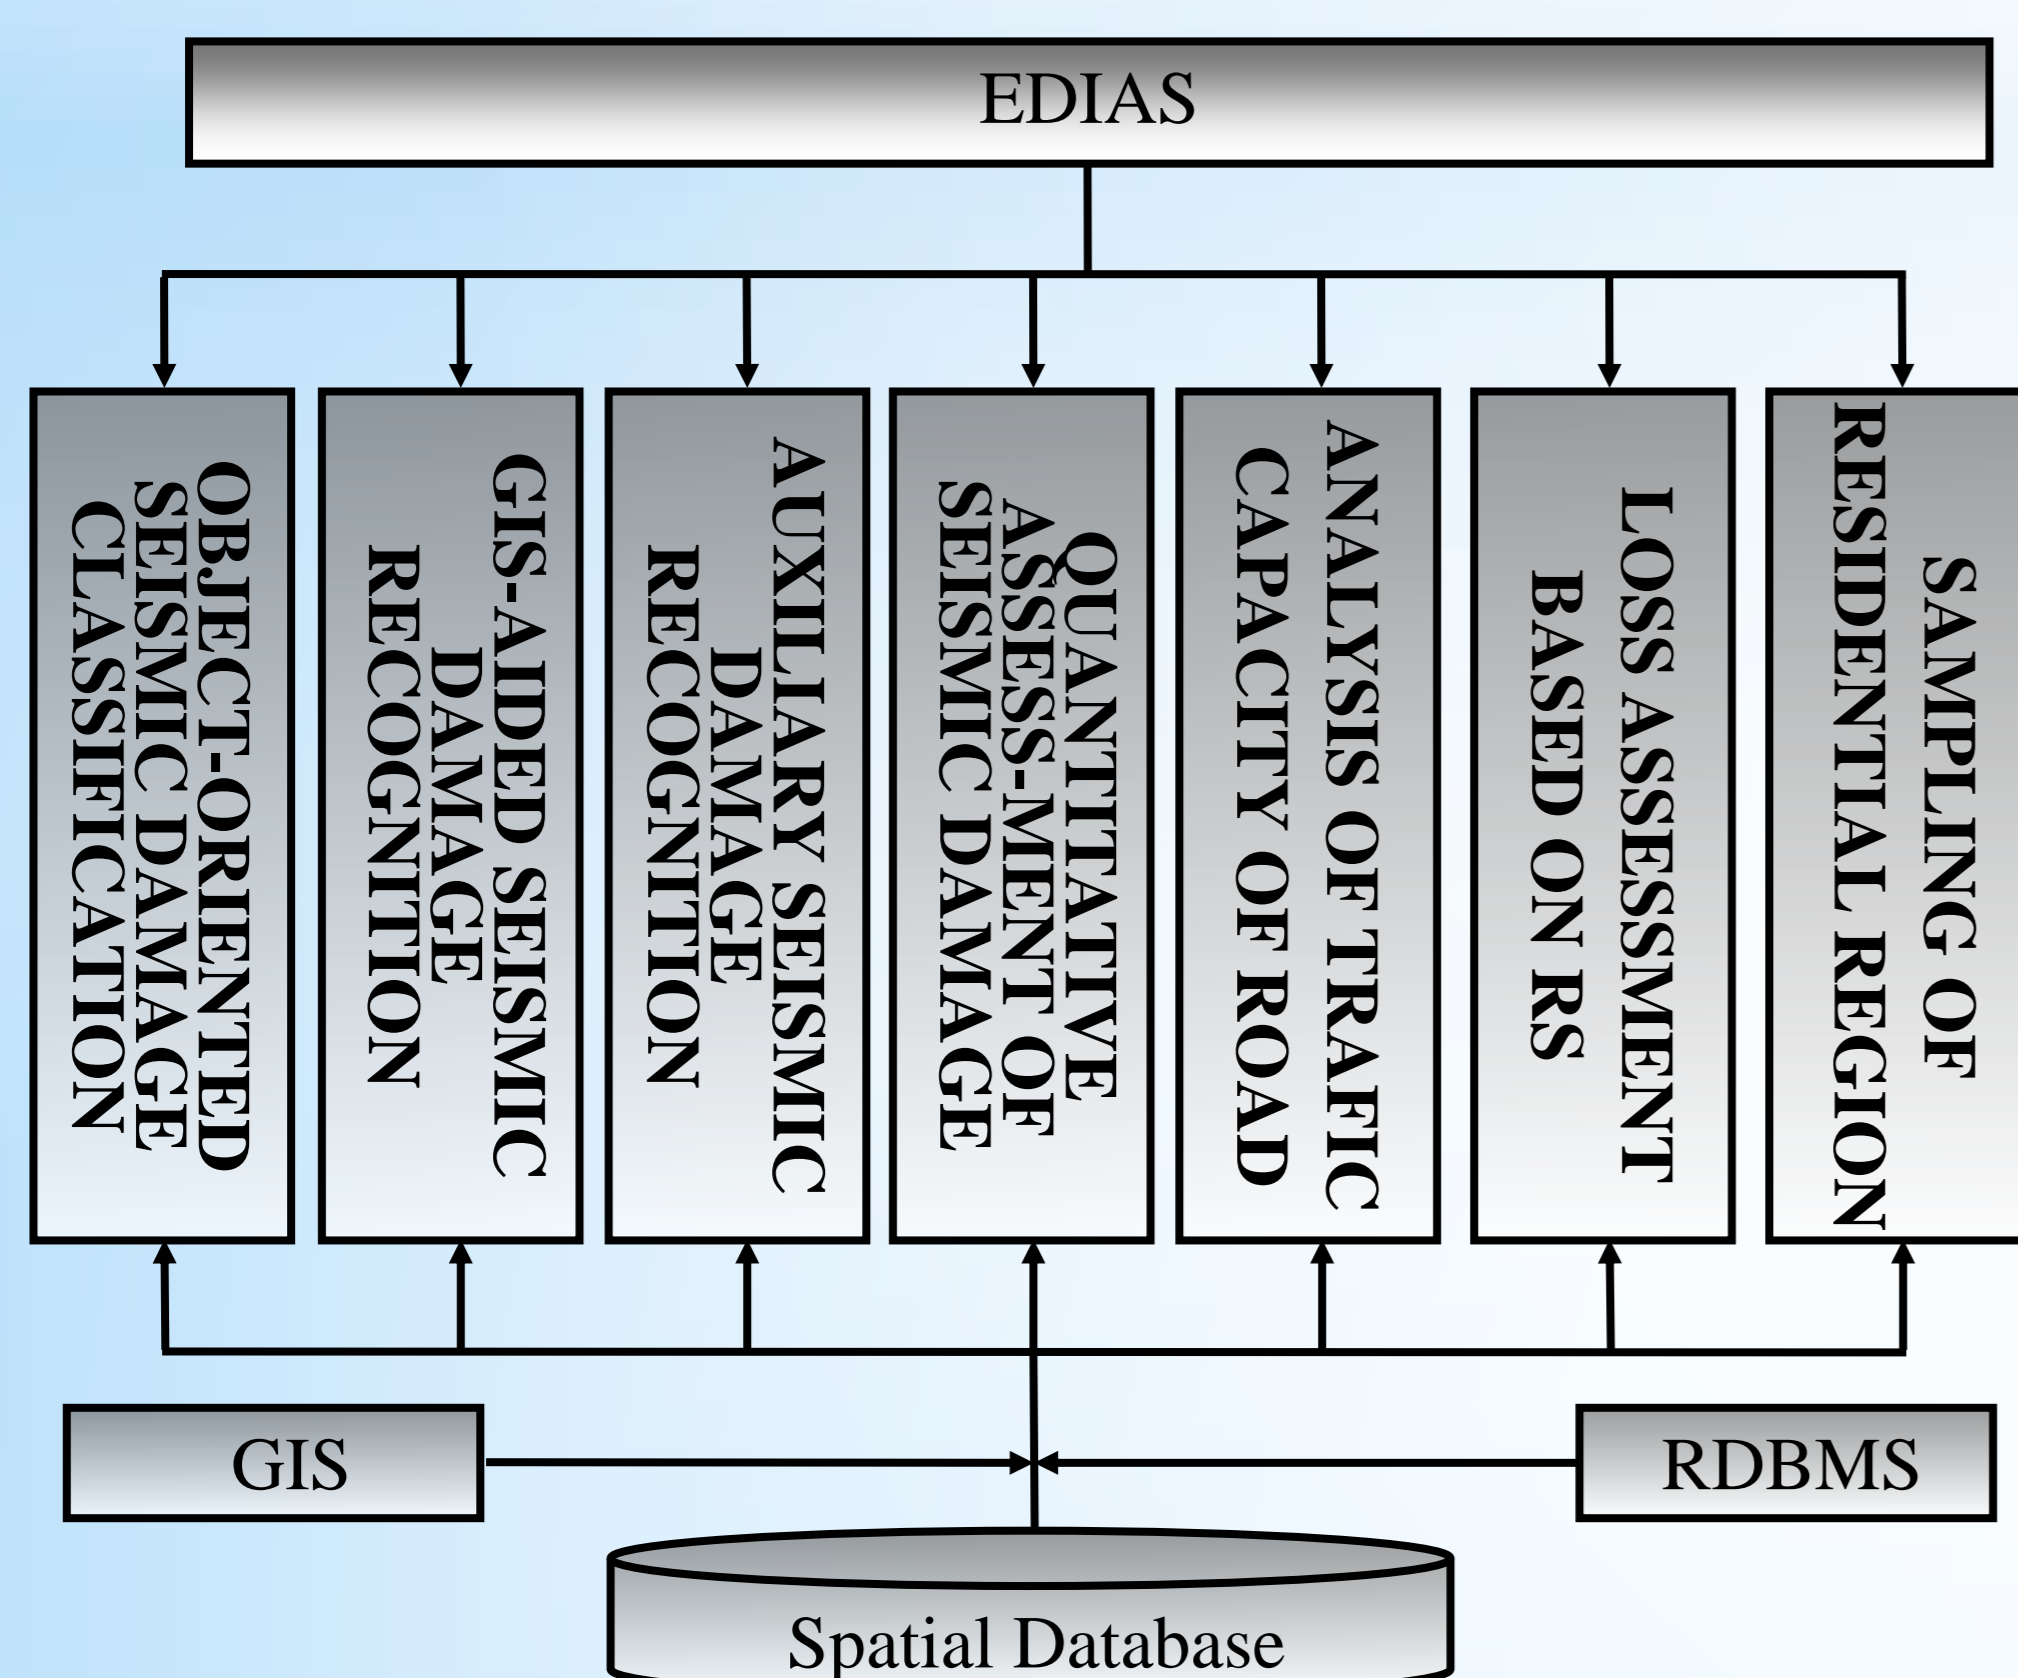 EDIAS
OBJECT-ORIENTED
SEISMIC DAMAGE
CLASSIFICATION
GIS-AIDED SEISMIC
DAMAGE
RECOGNITION
AUXILIARY SEISMIC
DAMAGE
RECOGNITION
QUANTITATIVE
ASSESS-MENT OF
SEISMIC DAMAGE
ANALYSIS OF TRAFIC
CAPACITY OF ROAD
LOSS ASSESSMENT
BASED ON RS
SAMPLING OF
RESIDENTIAL REGION
GIS
RDBMS
Spatial Database